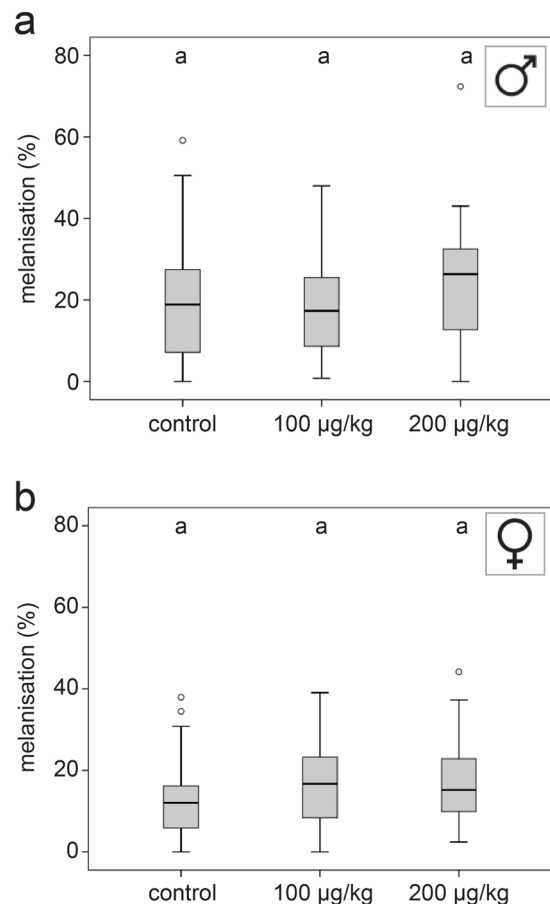 a
80
60
40
20
0
melanisation (%)
a a a
♂
control 100 µg/kg 200 µg/kg
b
80
60
40
20
0
melanisation (%)
a a a
♀
control 100 µg/kg 200 µg/kg